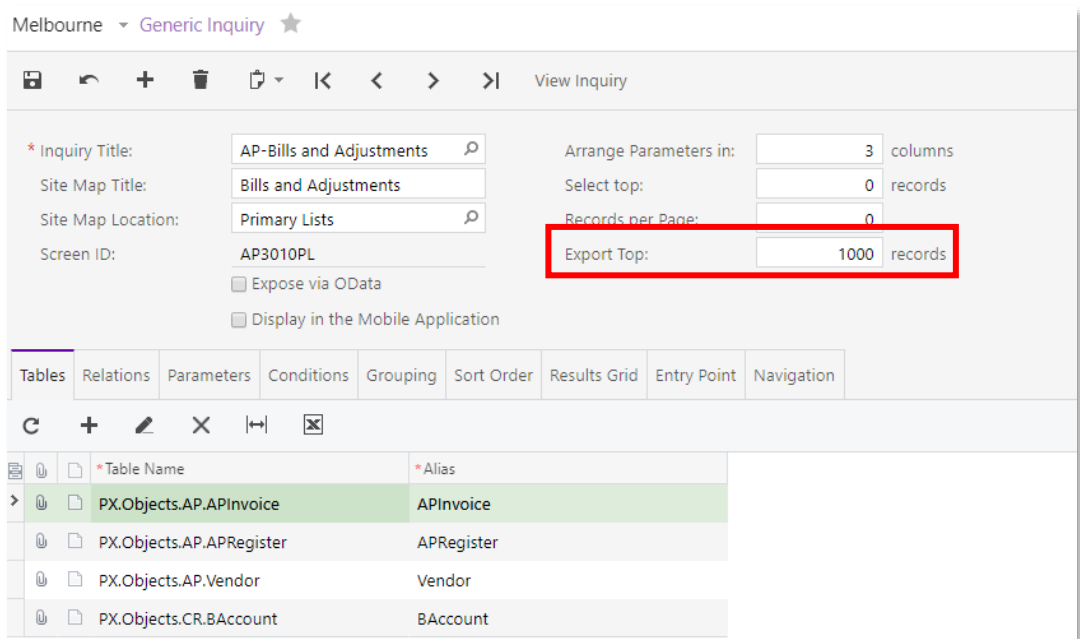 Melbourne Generic Inquiry
View Inquiry
* Inquiry Title: AP-Bills and Adjustments Arrange Parameters in: 3 columns
Site Map Title: Bills and Adjustments Select top: 0 records
Site Map Location: Primary Lists Records per Page: 0
Screen ID: AP3010PL Export Top: 1000 records
Expose via OData
Display in the Mobile Application
Tables Relations Parameters Conditions Grouping Sort Order Results Grid Entry Point Navigation
* Table Name * Alias
PX.Objects.AP.APInvoice APInvoice
PX.Objects.AP.APRegister APRegister
PX.Objects.AP.Vendor Vendor
PX.Objects.CR.BAccount BAccount